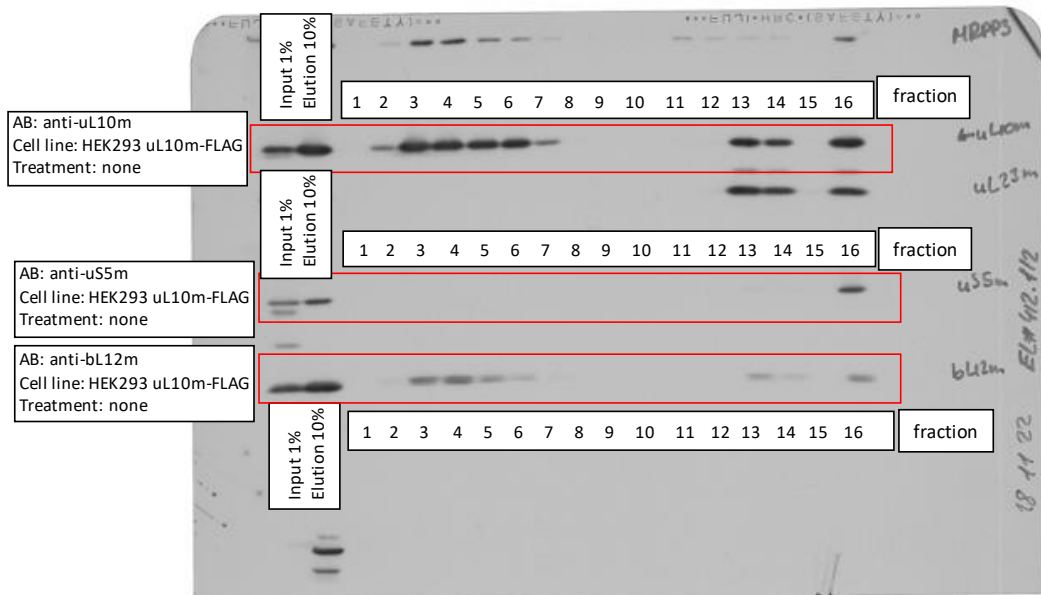 MRPP3
Input 1%
Elution 10%
1 2 3 4 5 6 7 8 9 10 11 12 13 14 15 16
fraction
AB: anti-uL10m
Cell line: HEK293 uL10m-FLAG
Treatment: none
uL10m
uL23m
Input 1%
Elution 10%
1 2 3 4 5 6 7 8 9 10 11 12 13 14 15 16
fraction
AB: anti-uS5m
Cell line: HEK293 uL10m-FLAG
Treatment: none
uS5m
AB: anti-bL12m
Cell line: HEK293 uL10m-FLAG
Treatment: none
bL12m
Input 1%
Elution 10%
1 2 3 4 5 6 7 8 9 10 11 12 13 14 15 16
fraction
EL#412.1/2
18 11 22